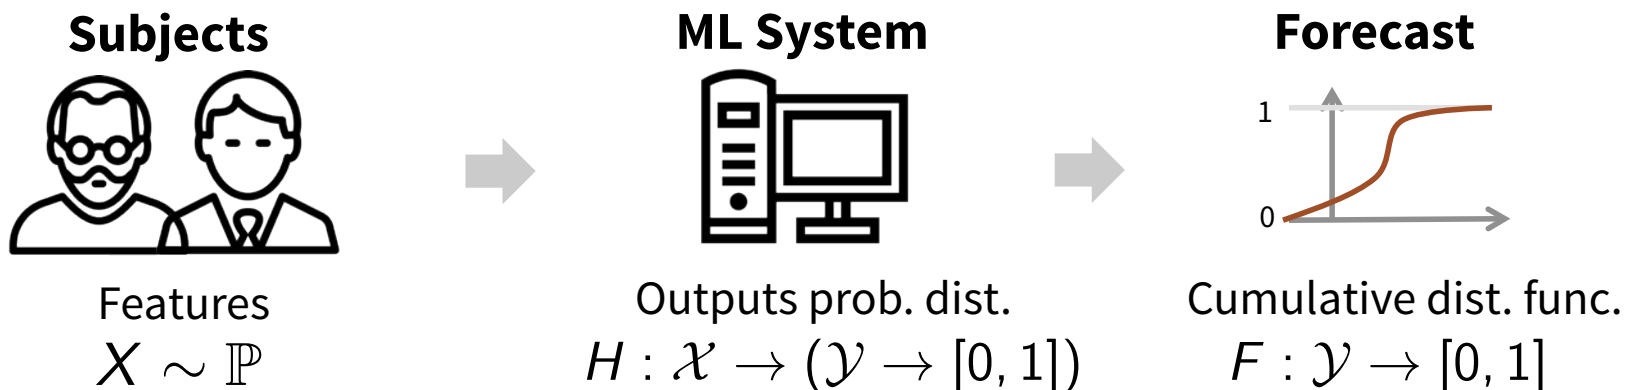 Subjects
ML System
Forecast
1
0
Features
Outputs prob. dist.
Cumulative dist. func.
X ∼ ℙ
H : 𝒳 → (𝒴 → [0, 1])
F : 𝒴 → [0, 1]